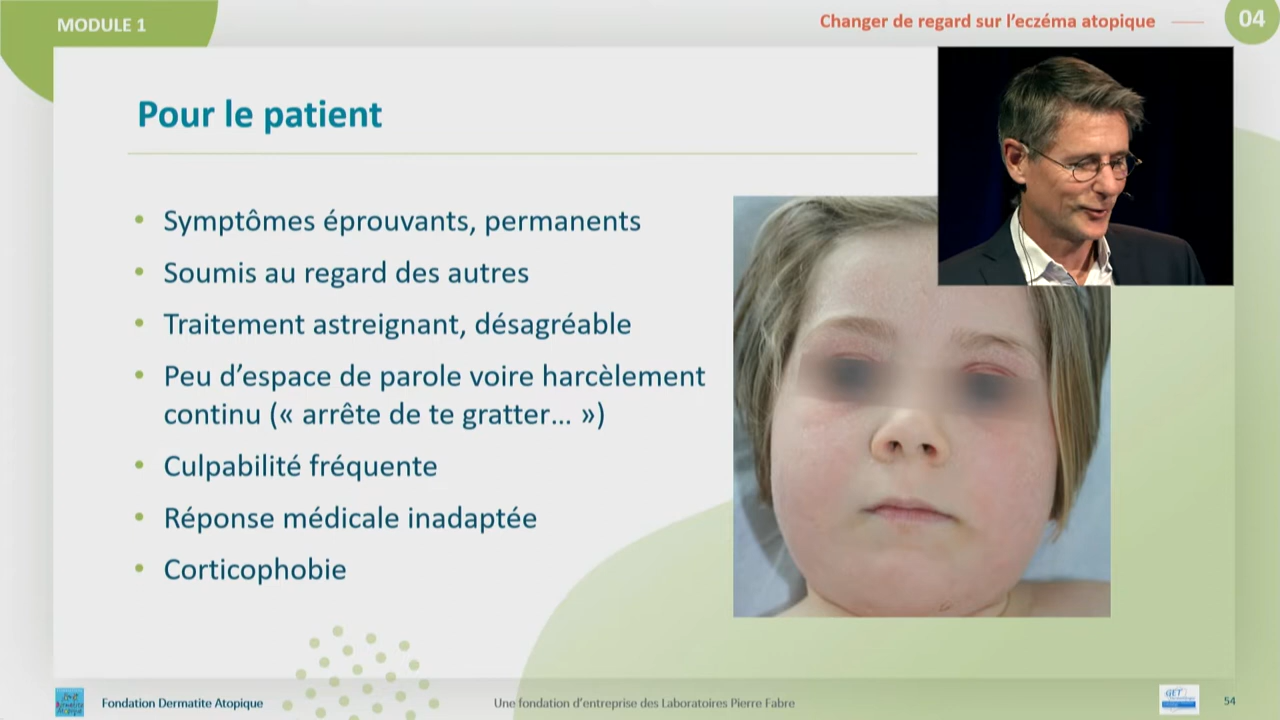 MODULE 1
Changer de regard sur l'eczéma atopique
04
Pour le patient
• Symptômes éprouvants, permanents
• Soumis au regard des autres
• Traitement astreignant, désagréable
• Peu d'espace de parole voire harcèlement
continu (« arrête de te gratter... »)
• Culpabilité fréquente
• Réponse médicale inadaptée
• Corticophobie
Fondation Dermatite Atopique
Une fondation d'entreprise des Laboratoires Pierre Fabre
GET
54